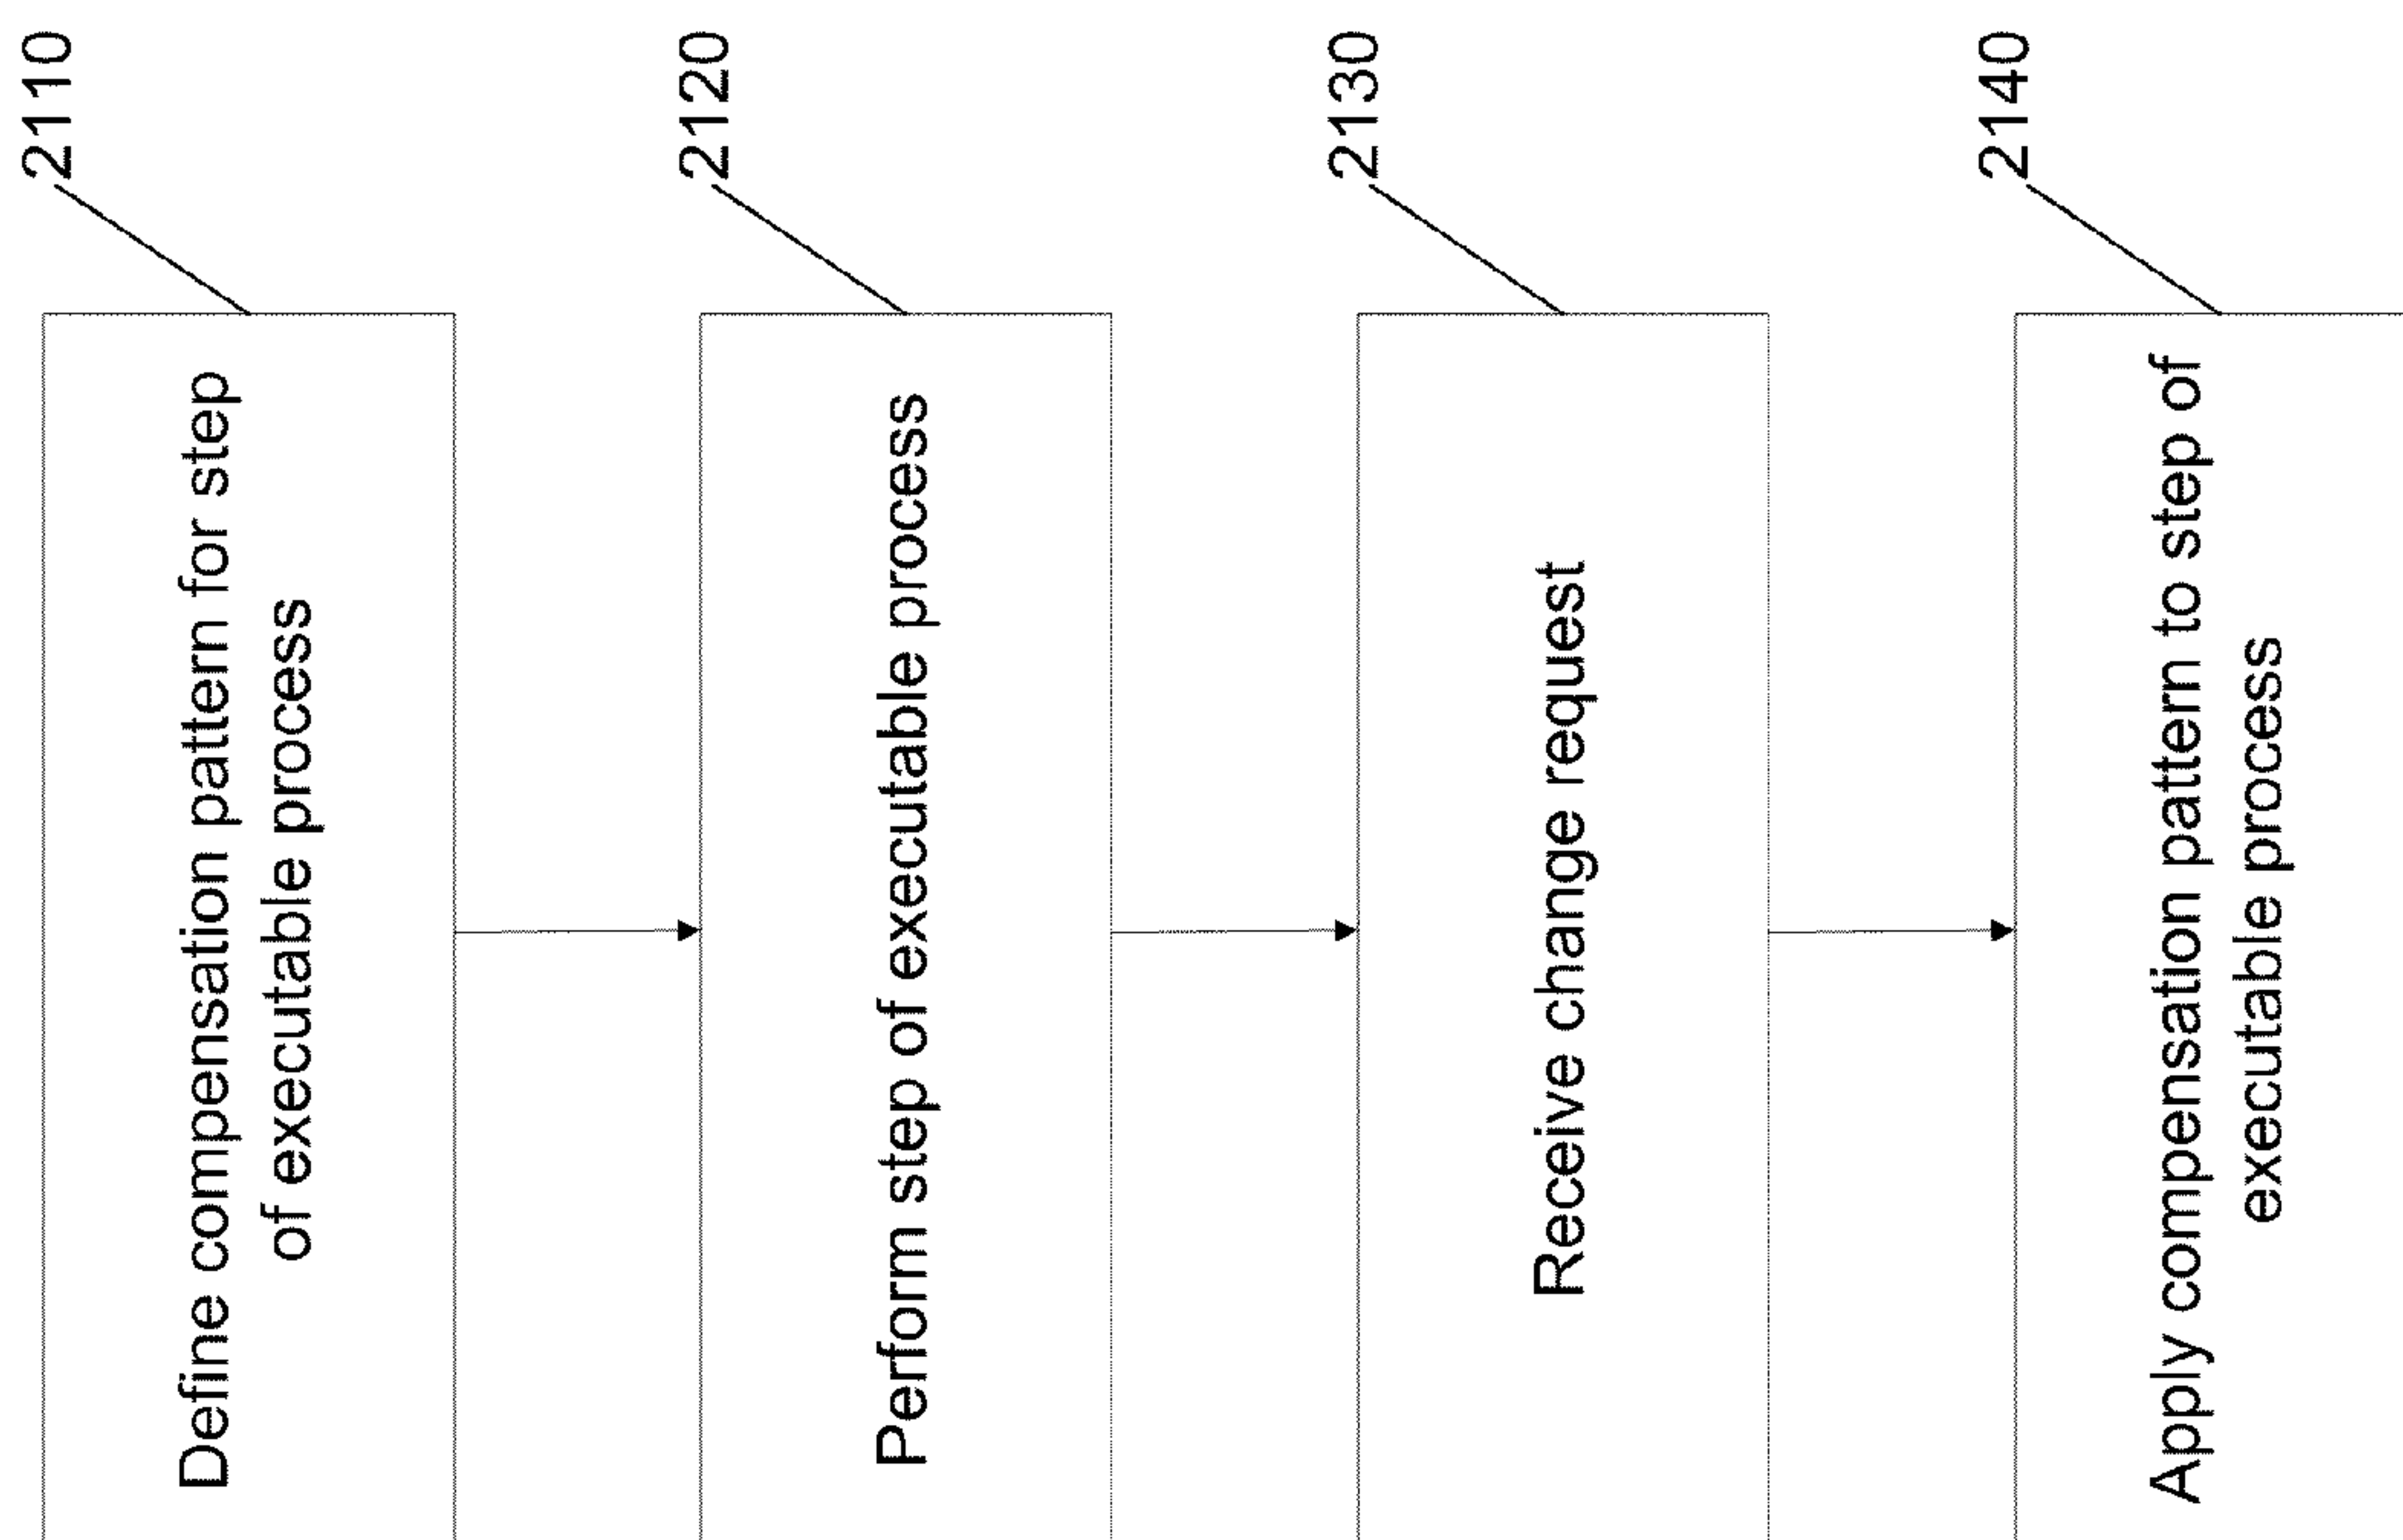 2110
Define compensation pattern for step
of executable process
2120
Perform step of executable process
2130
Receive change request
2140
Apply compensation pattern to step of
executable process